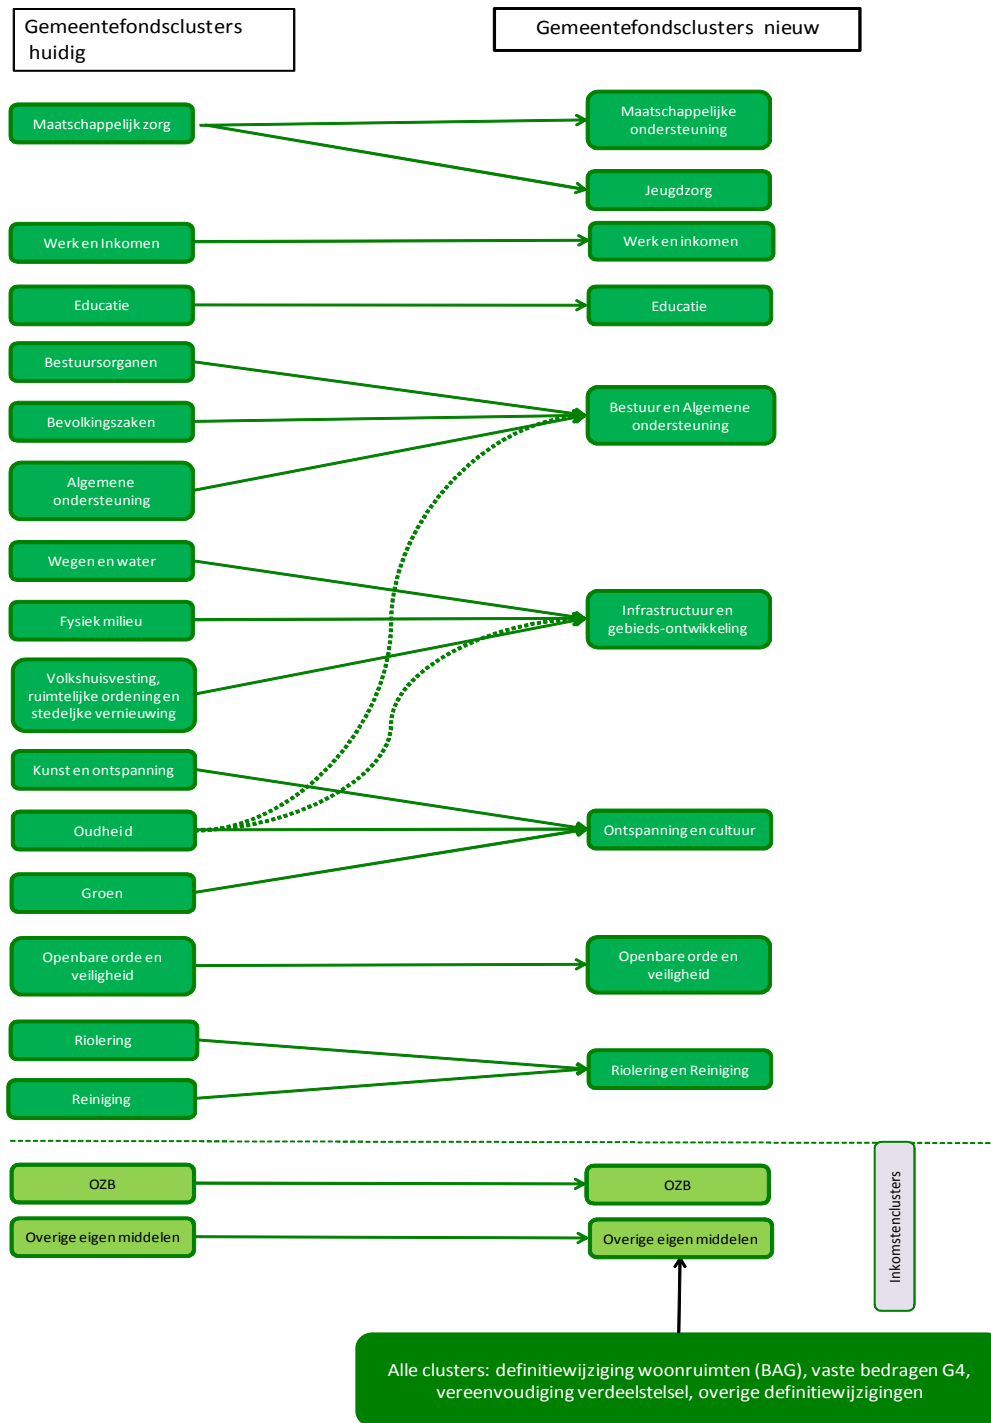 Gemeentefondsclusters
huidig
Gemeentefondsclusters nieuw
Maatschappelijk zorg
Maatschappelijke
ondersteuning
Jeugdzorg
Werk en Inkomen
Werk en inkomen
Educatie
Educatie
Bestuursorganen
Bevolkingszaken
Algemene
ondersteuning
Bestuur en Algemene
ondersteuning
Wegen en water
Fysiek milieu
Volkshuisvesting,
ruimtelijke ordening en
stedeljke vernieuwing
Infrastructuur en
gebieds-ontwikkeling
Kunst en ontspanning
Oudheid
Groen
Ontspanning en cultuur
Openbare orde en
veiligheid
Openbare orde en
veiligheid
Riolering
Reiniging
Riolering en Reiniging
OZB
OZB
Overige eigen middelen
Overige eigen middelen
Inkomstenclusters
Alle clusters: definitiewijziging woonruimten (BAG), vaste bedragen G4,
vereenvoudiging verdeelstelsel, overige definitiewijzigingen